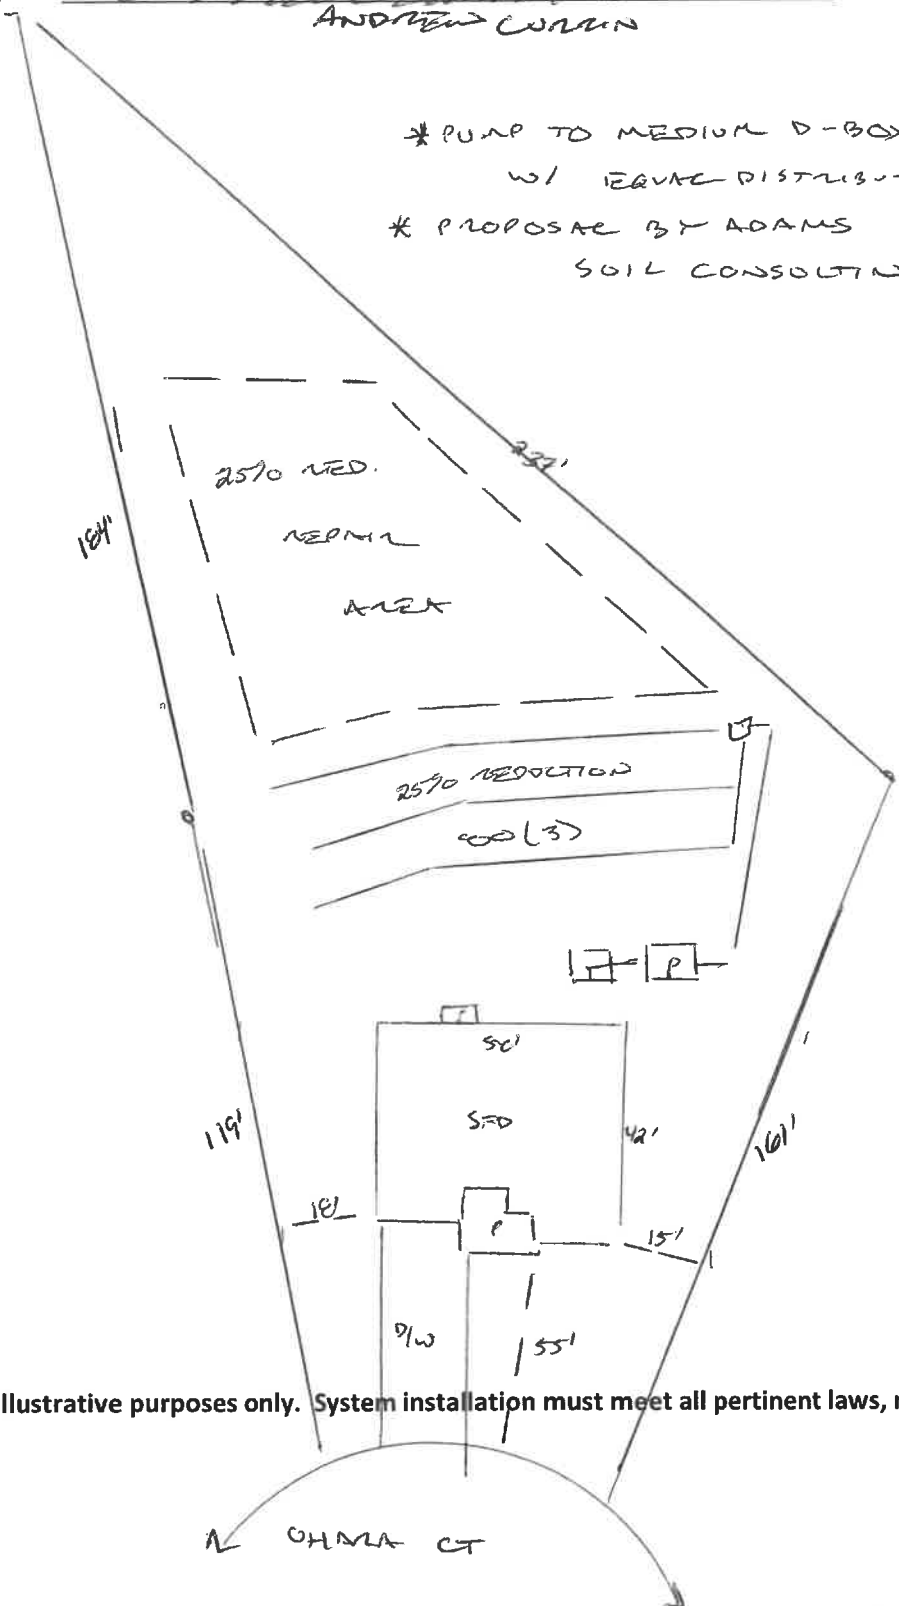 ANDREW CURRIN
* PUMP TO MEDIUM D-BOX
W/ EQUAL DISTRIBU
* PROPOSAL BY ADAMS
SOIL CONSULTIN
237'
25% RED.
184'
REPAIR
AREA
25% REDUCTION
(3)
P
50'
119'
SFD
42'
161'
18'
P
15'
D/W
55'
llustrative purposes only. System installation must meet all pertinent laws, r
OHARA CT